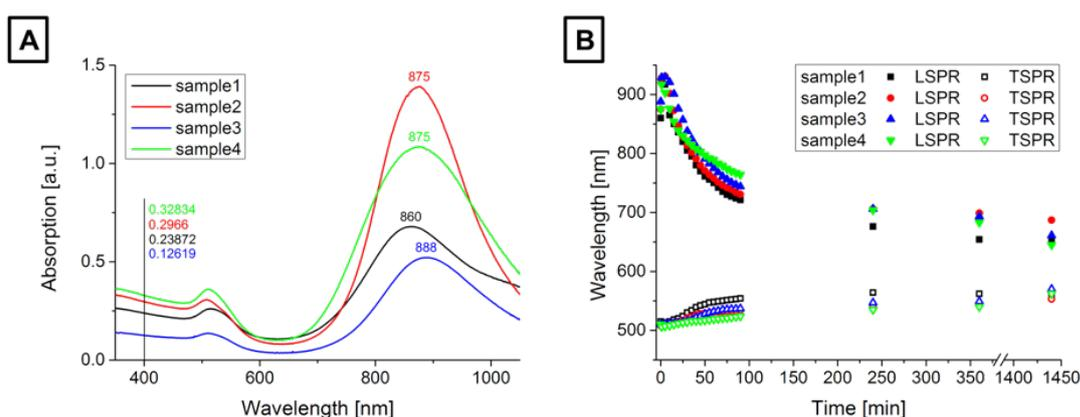 A
1.5
1.0
0.5
0.0
Absorption [a.u.]
sample1
sample2
sample3
sample4
875
875
860
888
0.32834
0.2966
0.23872
0.12619
400 600 800 1000
Wavelength [nm]
B
900
800
700
600
500
Wavelength [nm]
sample1 LSPR TSPR
sample2 LSPR TSPR
sample3 LSPR TSPR
sample4 LSPR TSPR
0 50 100 150 200 250 300 350 1400 1450
Time [min]